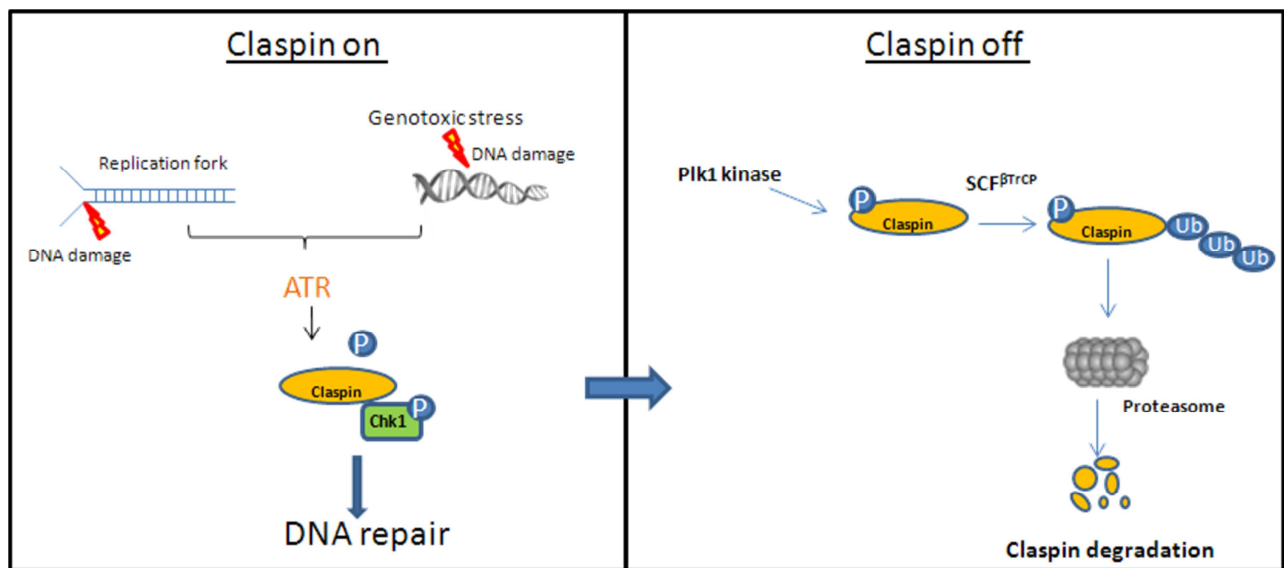 Claspin on
Genotoxic stress
DNA damage
Replication fork
DNA damage
ATR
P
Claspin
P
Chk1
DNA repair
Claspin off
Plk1 kinase
SCFβTrCP
P
Claspin
P
Claspin
Ub
Ub
Ub
Proteasome
Claspin degradation